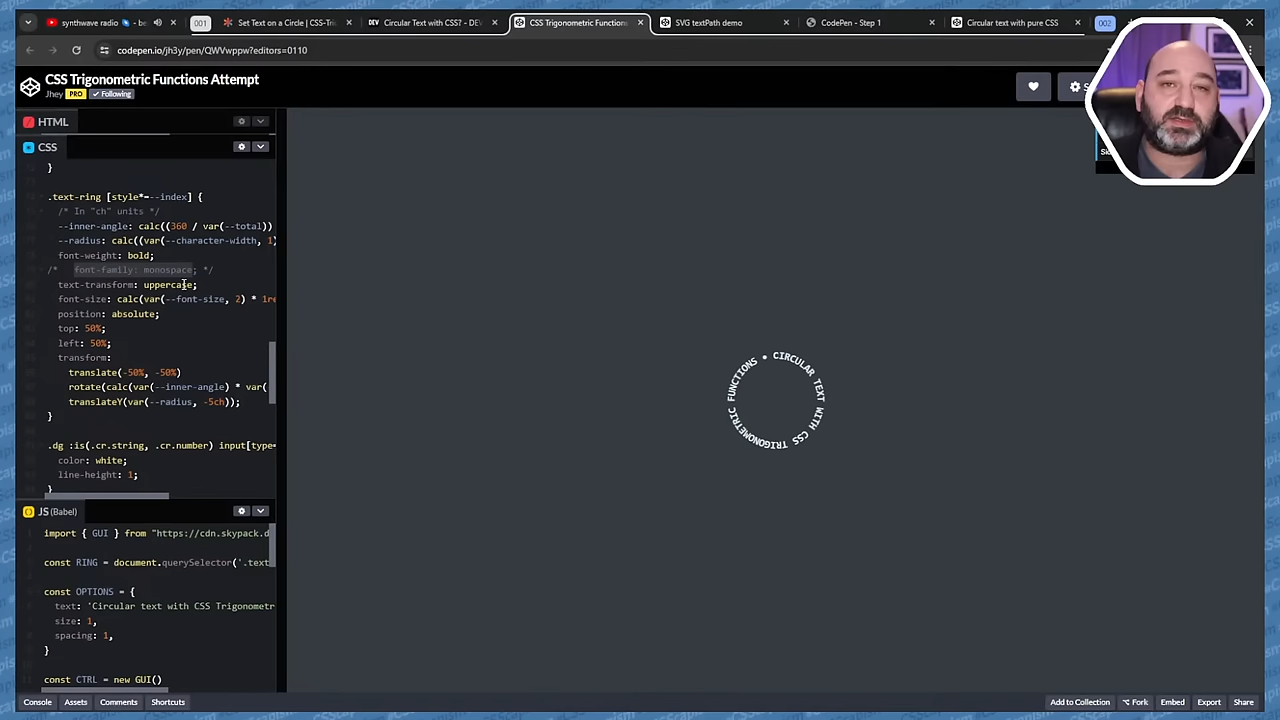 synthwave radio
- be
001
Set Text on a Circle | CSS-Tri
Circular Text with CSS? - DE
CSS Trigonometric Functions
SVG textPath demo
CodePen - Step 1
Circular text with pure CSS
002
codepen.io/jh3y/pen/QWVwppw?editors=0110
CSS Trigonometric Functions Attempt
Jhey PRO ✓ Following
HTML
CSS
}
.text-ring [style*=--index] {
/* In "ch" units */
--inner-angle: calc((360 / var(--total))
--radius: calc((var(--character-width, 1)
font-weight: bold;
/* font-family: monospace; */
text-transform: uppercase;
font-size: calc(var(--font-size, 2) * 1re
position: absolute;
top: 50%;
left: 50%;
transform:
translate(-50%, -50%)
rotate(calc(var(--inner-angle) * var(
translateY(var(--radius, -5ch));
}
.dg :is(.cr.string, .cr.number) input[type=
color: white;
line-height: 1;
}
CIRCULAR TEXT WITH CSS TRIGONOMETRIC FUNCTIONS •
JS (Babel)
import { GUI } from "https://cdn.skypack.d
const RING = document.querySelector('.text
const OPTIONS = {
text: 'Circular text with CSS Trigonometr
size: 1,
spacing: 1,
}
const CTRL = new GUI()
Console
Assets
Comments
Shortcuts
Add to Collection
Fork
Embed
Export
Share